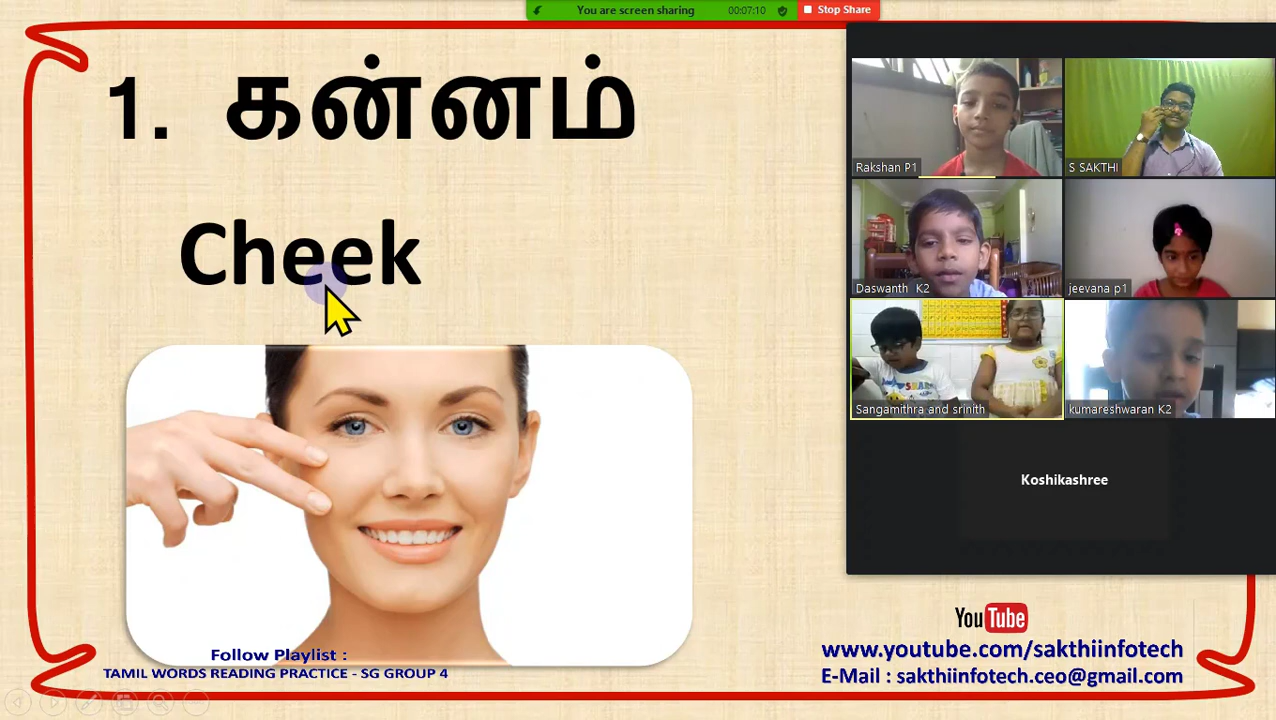 You are screen sharing
00:07:10
Stop Share
1. கன்னம்
Cheek
Rakshan P1
S SAKTHI
Daswanth K2
jeevana p1
Sangamithra and srinith
kumareshwaran K2
Koshikashree
Follow Playlist :
TAMIL WORDS READING PRACTICE - SG GROUP 4
YouTube
www.youtube.com/sakthiinfotech
E-Mail : sakthiinfotech.ceo@gmail.com